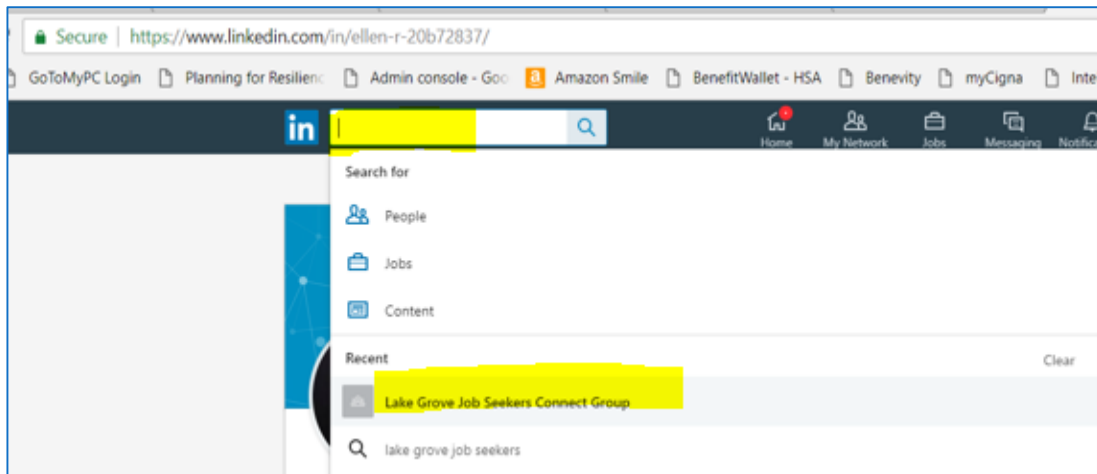 Secure | https://www.linkedin.com/in/ellen-r-20b72837/
GoToMyPC Login Planning for Resilienc Admin console - Goo Amazon Smile BenefitWallet - HSA Benevity myCigna Inte
in
Home My Network Jobs Messaging Notifica
Search for
People
Jobs
Content
Recent Clear
Lake Grove Job Seekers Connect Group
lake grove job seekers